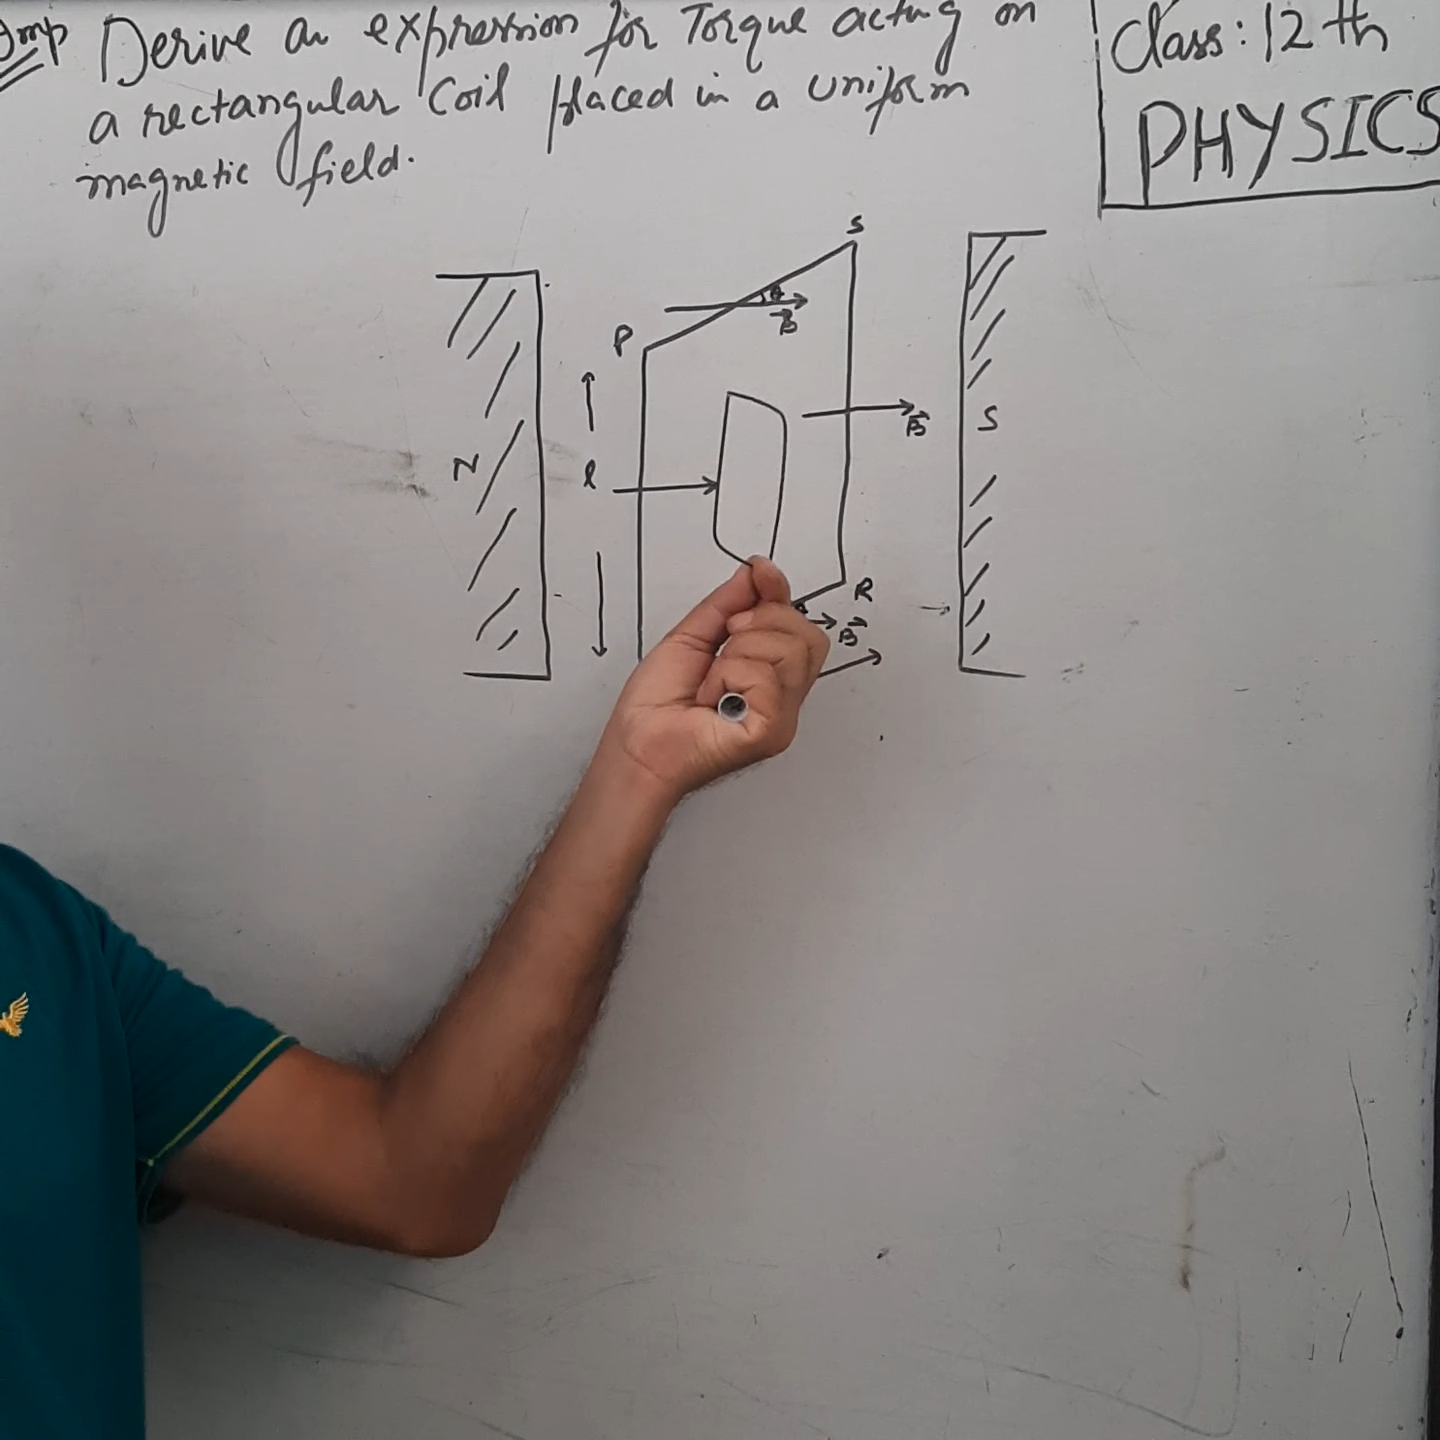 Imp Derive an expression for Torque acting on
a rectangular Coil placed in a uniform
magnetic field.
Class: 12th
PHYSICS
S
P
B
N
l
B
S
R
B